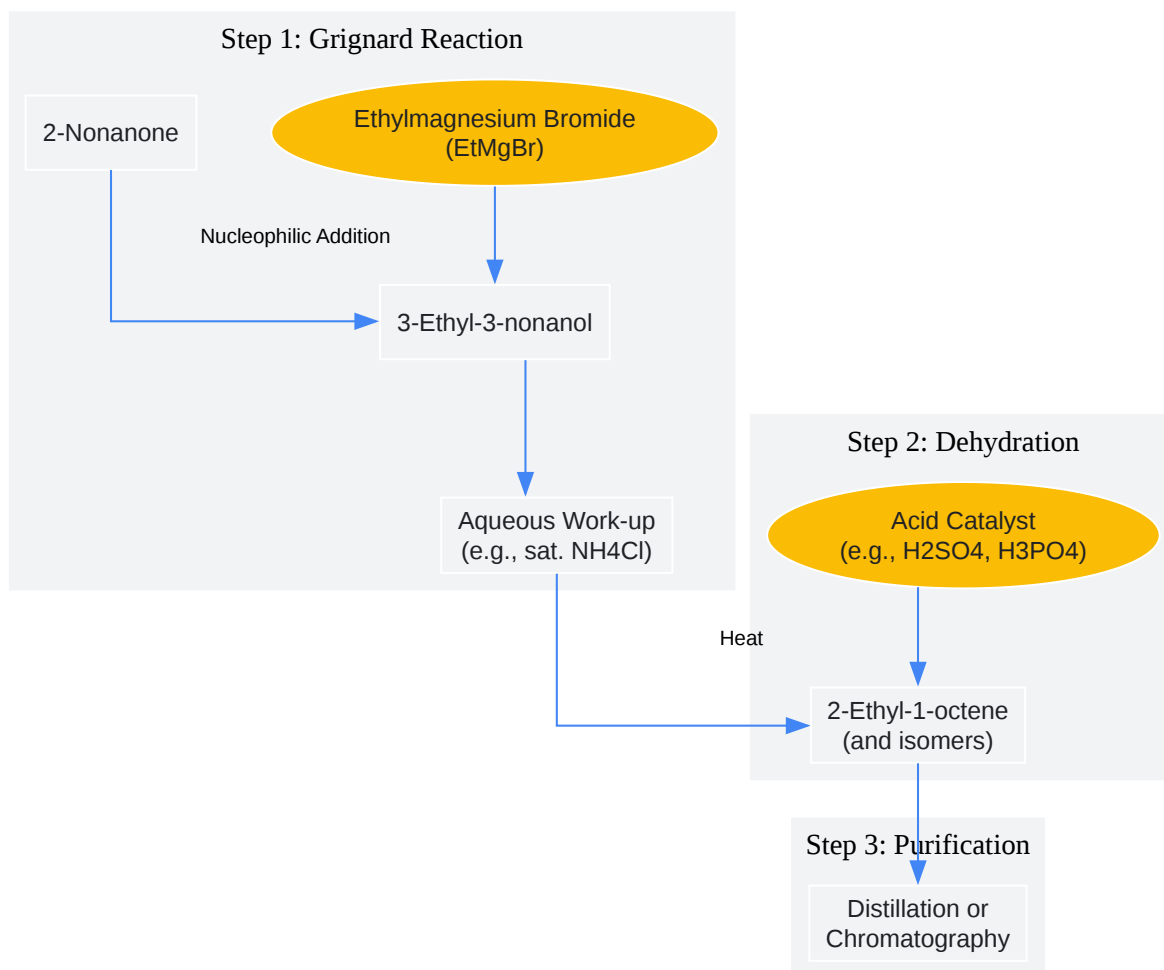 Step 1: Grignard Reaction
2-Nonanone
Ethylmagnesium Bromide
(EtMgBr)
Nucleophilic Addition
3-Ethyl-3-nonanol
Aqueous Work-up
(e.g., sat. NH4Cl)
Step 2: Dehydration
Acid Catalyst
(e.g., H2SO4, H3PO4)
Heat
2-Ethyl-1-octene
(and isomers)
Step 3: Purification
Distillation or
Chromatography